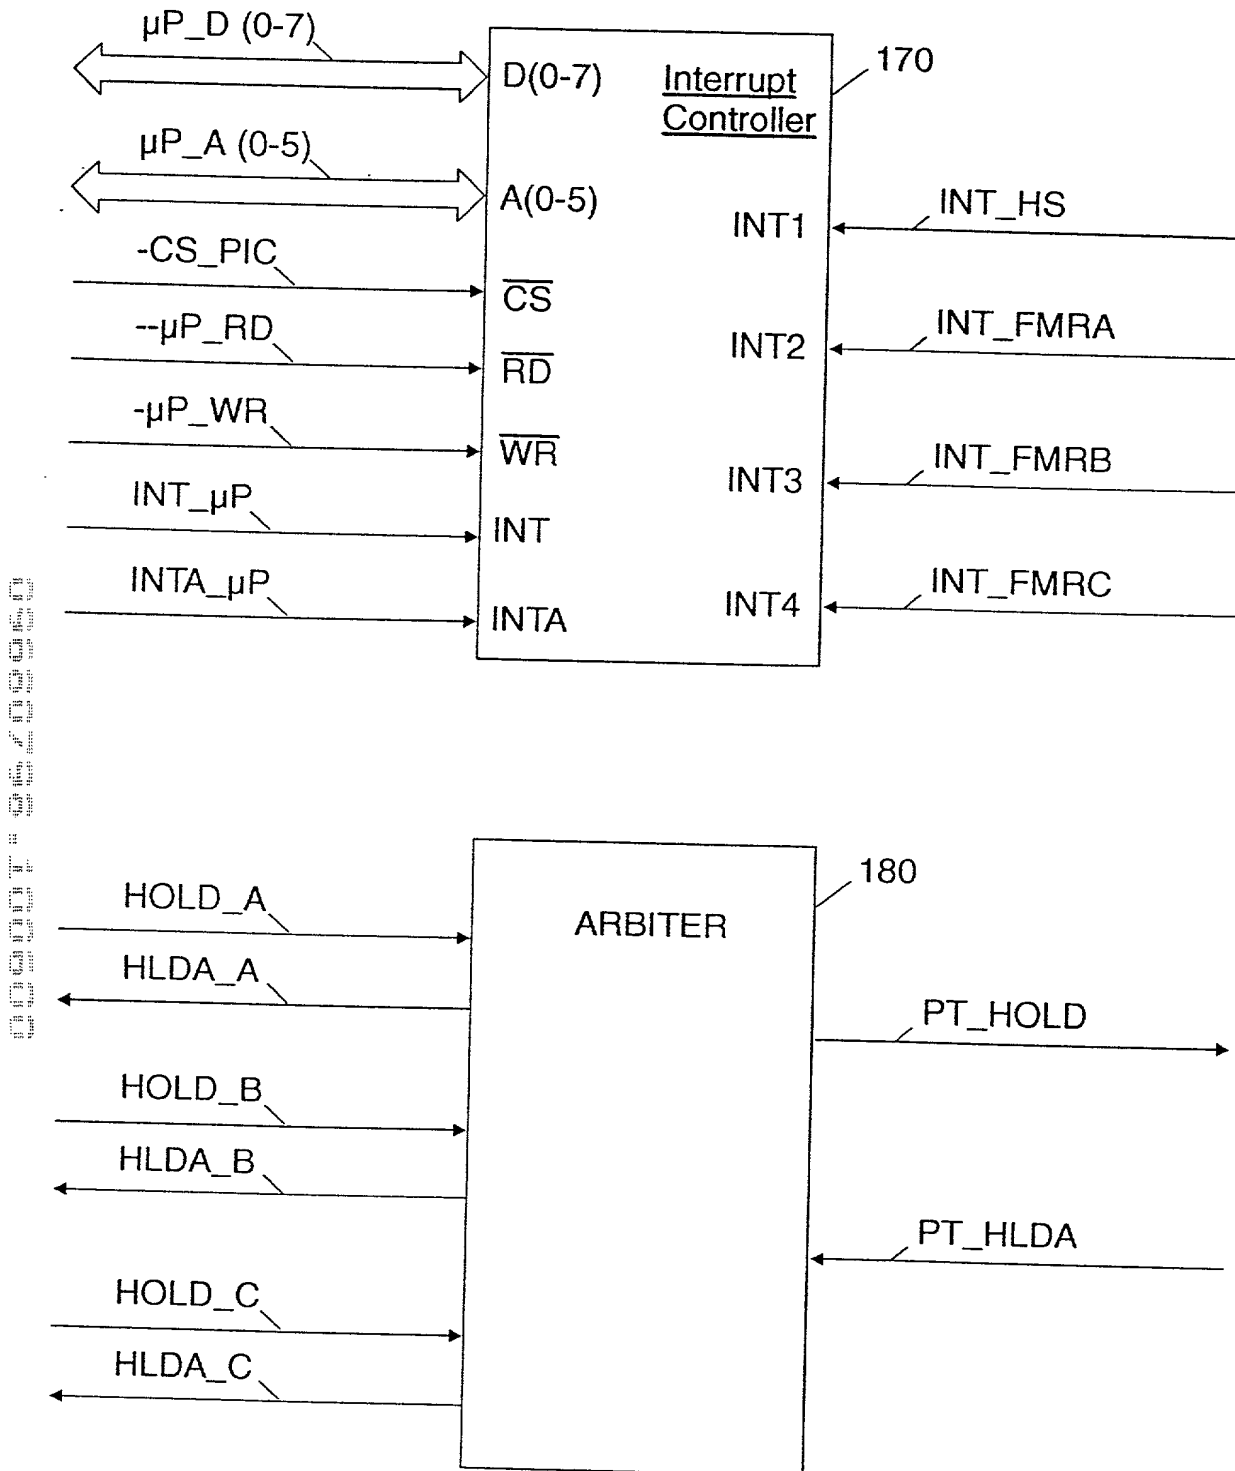 µP_D (0-7)
D(0-7)
Interrupt
Controller
170
µP_A (0-5)
A(0-5)
INT1
INT_HS
-CS_PIC
CS
--µP_RD
RD
INT2
INT_FMRA
-µP_WR
WR
INT3
INT_FMRB
INT_µP
INT
INTA_µP
INTA
INT4
INT_FMRC
180
ARBITER
HOLD_A
HLDA_A
PT_HOLD
HOLD_B
HLDA_B
PT_HLDA
HOLD_C
HLDA_C